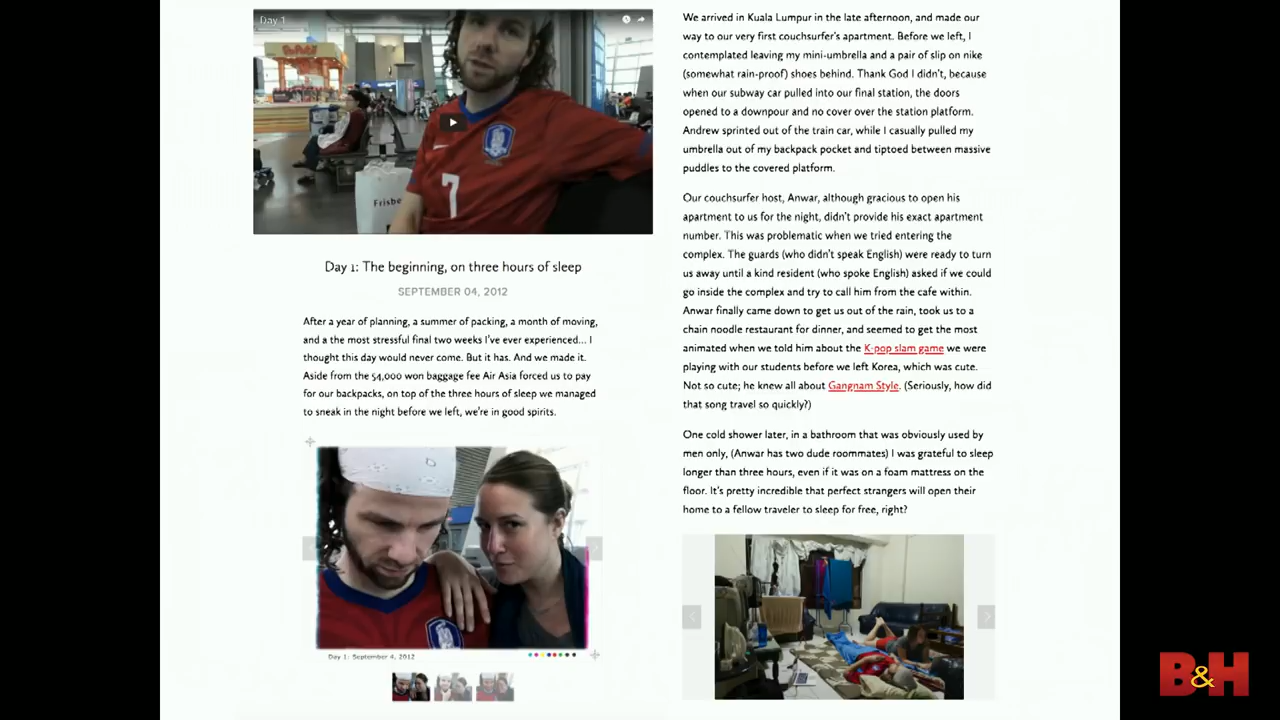 Day 1
Frisbe
7
Day 1: The beginning, on three hours of sleep
SEPTEMBER 04, 2012
After a year of planning, a summer of packing, a month of moving,
and a the most stressful final two weeks I've ever experienced... I
thought this day would never come. But it has. And we made it.
Aside from the 54,000 won baggage fee Air Asia forced us to pay
for our backpacks, on top of the three hours of sleep we managed
to sneak in the night before we left, we're in good spirits.
Day 1: September 4, 2012
We arrived in Kuala Lumpur in the late afternoon, and made our
way to our very first couchsurfer's apartment. Before we left, I
contemplated leaving my mini-umbrella and a pair of slip on nike
(somewhat rain-proof) shoes behind. Thank God I didn't, because
when our subway car pulled into our final station, the doors
opened to a downpour and no cover over the station platform.
Andrew sprinted out of the train car, while I casually pulled my
umbrella out of my backpack pocket and tiptoed between massive
puddles to the covered platform.
Our couchsurfer host, Anwar, although gracious to open his
apartment to us for the night, didn't provide his exact apartment
number. This was problematic when we tried entering the
complex. The guards (who didn't speak English) were ready to turn
us away until a kind resident (who spoke English) asked if we could
go inside the complex and try to call him from the cafe within.
Anwar finally came down to get us out of the rain, took us to a
chain noodle restaurant for dinner, and seemed to get the most
animated when we told him about the K-pop slam game we were
playing with our students before we left Korea, which was cute.
Not so cute; he knew all about Gangnam Style. (Seriously, how did
that song travel so quickly?)
One cold shower later, in a bathroom that was obviously used by
men only, (Anwar has two dude roommates) I was grateful to sleep
longer than three hours, even if it was on a foam mattress on the
floor. It's pretty incredible that perfect strangers will open their
home to a fellow traveler to sleep for free, right?
B&H